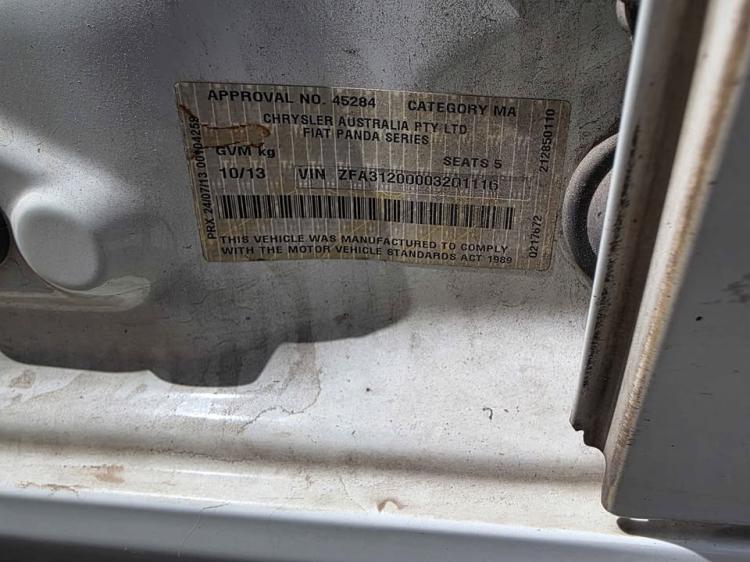 APPROVAL NO. 45284 CATEGORY MA
CHRYSLER AUSTRALIA PTY LTD
FIAT PANDA SERIES
GVM kg SEATS 5
10/13 VIN ZFA31200003201116
THIS VEHICLE WAS MANUFACTURED TO COMPLY
WITH THE MOTOR VEHICLE STANDARDS ACT 1989
PRX 24/07/13 00104259
2128550110
0217672